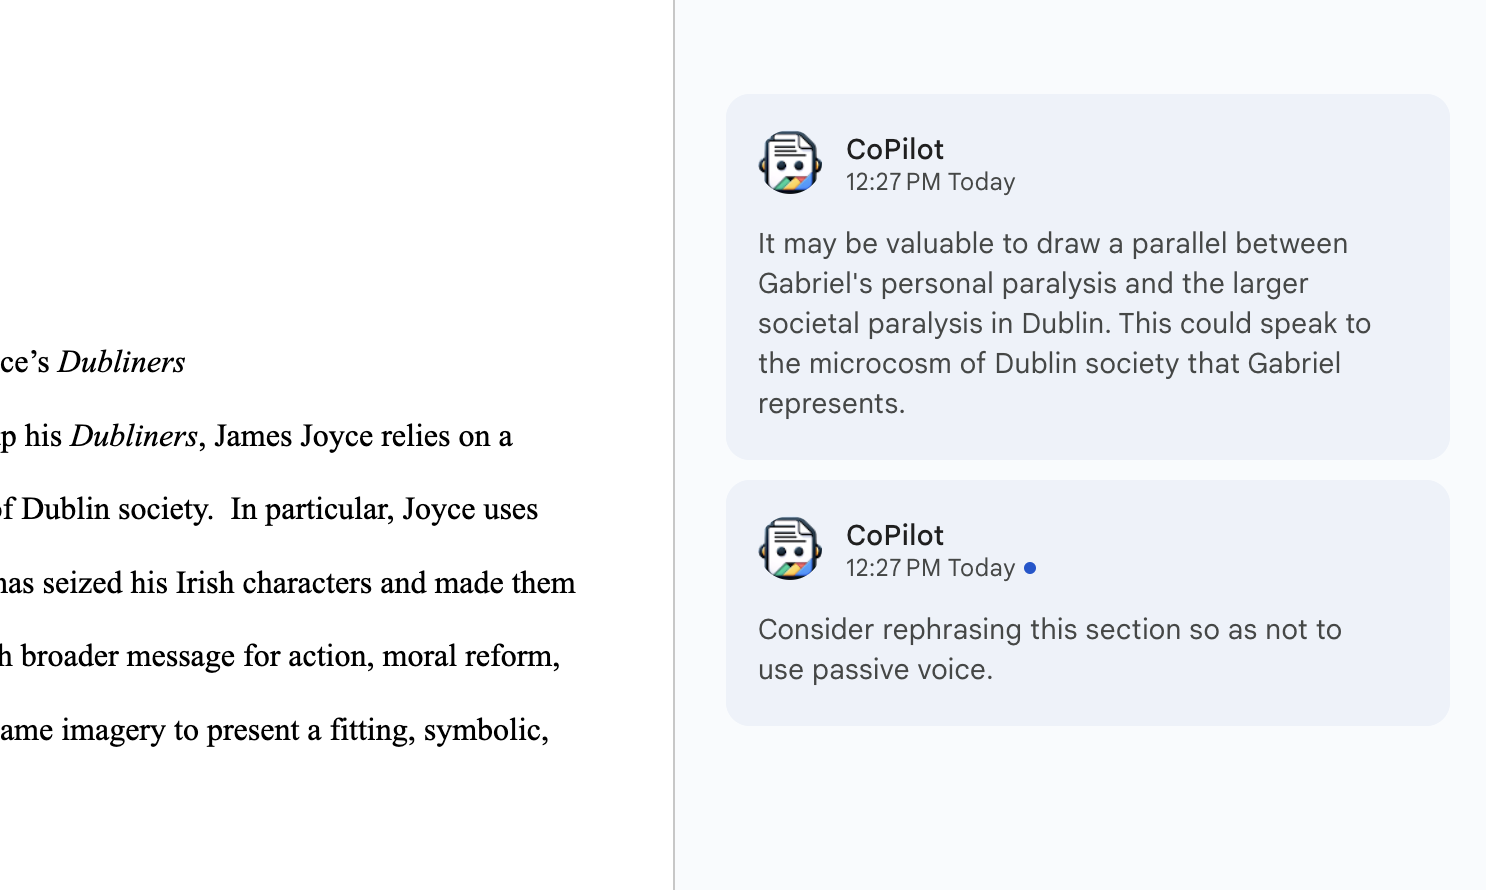 ce’s Dubliners
p his Dubliners, James Joyce relies on a
of Dublin society.  In particular, Joyce uses
has seized his Irish characters and made them
h broader message for action, moral reform,
ame imagery to present a fitting, symbolic,
CoPilot
12:27 PM Today
It may be valuable to draw a parallel between
Gabriel's personal paralysis and the larger
societal paralysis in Dublin. This could speak to
the microcosm of Dublin society that Gabriel
represents.
CoPilot
12:27 PM Today
Consider rephrasing this section so as not to
use passive voice.